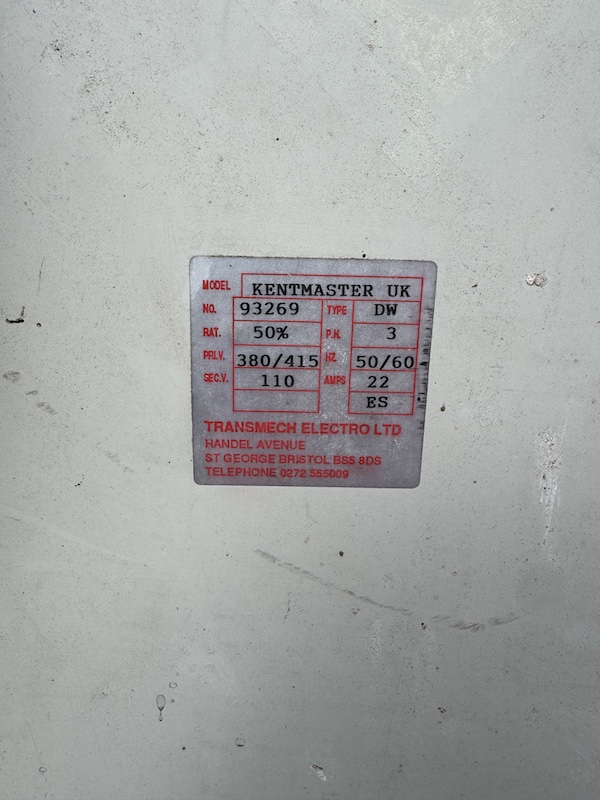 MODEL KENTMASTER UK
NO. 93269 TYPE DW
RAT. 50% P.H. 3
PRI.V. 380/415 HZ 50/60
SEC.V. 110 AMPS 22
ES
TRANSMECH ELECTRO LTD
HANDEL AVENUE
ST GEORGE BRISTOL BS5 8DS
TELEPHONE 0272 555009